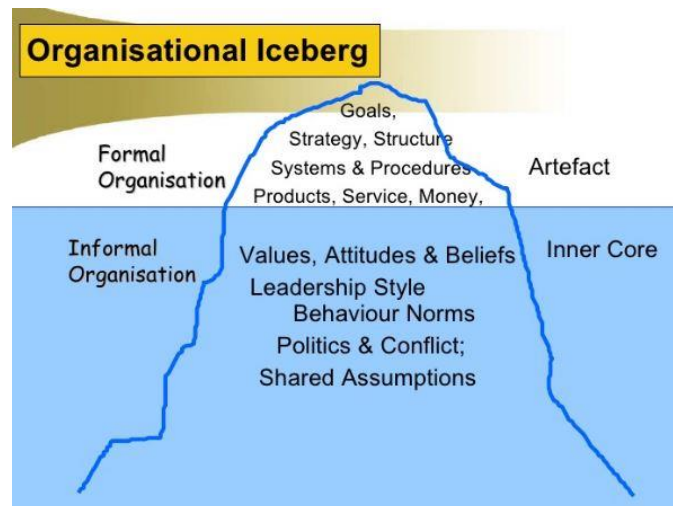 Organisational Iceberg
Goals,
Strategy, Structure
Formal
Organisation
Systems & Procedures
Artefact
Products, Service, Money,
Informal
Organisation
Values, Attitudes & Beliefs
Inner Core
Leadership Style
Behaviour Norms
Politics & Conflict;
Shared Assumptions